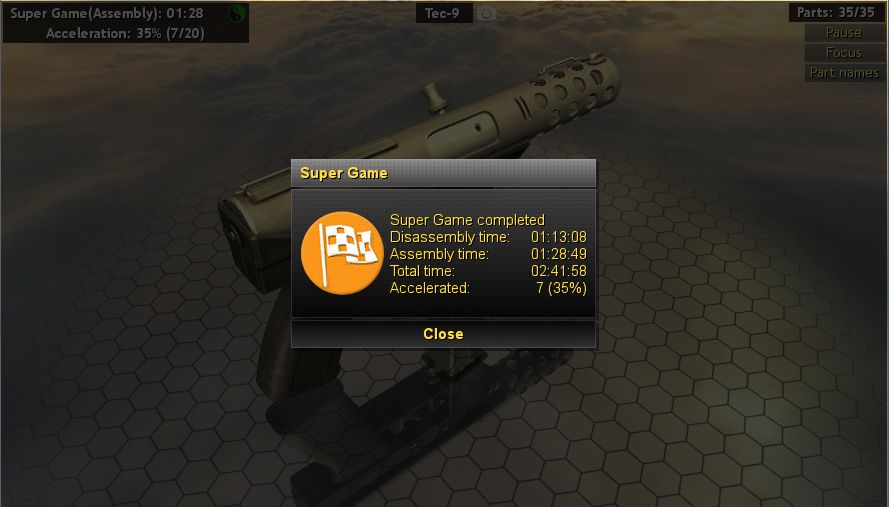 Super Game(Assembly): 01:28
Acceleration: 35% (7/20)
Tec-9
Parts: 35/35
Pause
Focus
Part names
Super Game
Super Game completed
Disassembly time: 01:13:08
Assembly time: 01:28:49
Total time: 02:41:58
Accelerated: 7 (35%)
Close